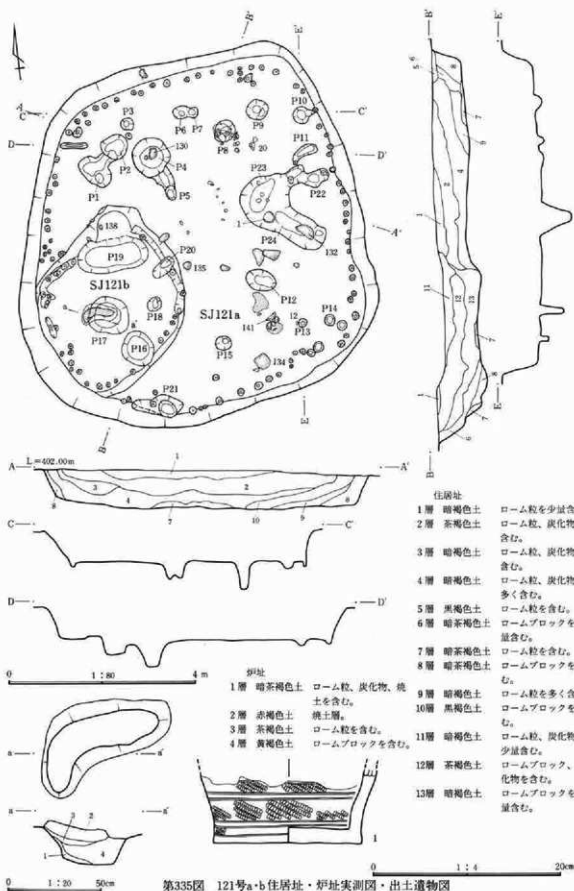 B'
E'
A
C
C'
D
D'
A'
P3
P6
P7
P9
P10
P8
20
P11
130
P4
P2
P1
P5
P23
P22
138
P19
P20
135
SJ121b
P24
132
P12
SJ121a
P18
P17
a'
P16
141
12
P13
P14
P15
134
P21
B
E
B'
E'
B
E
A
L=402.00m
A'
C
C'
D
D'
0
1:80
4 m
住居址
1層 暗褐色土 ローム粒を少量含
2層 茶褐色土 ローム粒、炭化物
含む。
3層 暗褐色土 ローム粒、炭化物
含む。
4層 暗褐色土 ローム粒、炭化物
多く含む。
5層 黒褐色土 ローム粒を含む。
6層 暗茶褐色土 ロームブロックを
量含む。
7層 暗茶褐色土 ローム粒を含む。
8層 暗茶褐色土 ロームブロックを
む。
9層 暗褐色土 ローム粒を多く含
10層 黒褐色土 ロームブロックを
む。
11層 暗褐色土 ローム粒、炭化物
少量含む。
12層 茶褐色土 ロームブロック、
化物を含む。
13層 暗褐色土 ロームブロックを
量含む。
炉址
1層 暗茶褐色土 ローム粒、炭化物、焼
土を含む。
2層 赤褐色土 焼土層。
3層 茶褐色土 ローム粒を含む。
4層 黄褐色土 ロームブロックを含む。
a
a'
a
a'
3
2
1
4
1
0
1:20
50cm
0
1:4
20cm
第335図 121号a・b住居址・炉址実測図・出土遺物図